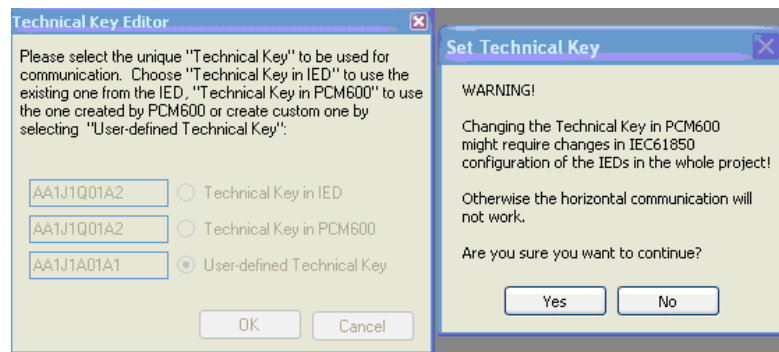 Technical Key Editor
Please select the unique "Technical Key" to be used for
communication. Choose "Technical Key in IED" to use the
existing one from the IED, "Technical Key in PCM600" to use
the one created by PCM600 or create custom one by
selecting "User-defined Technical Key":
AA1J1Q01A2 Technical Key in IED
AA1J1Q01A2 Technical Key in PCM600
AA1J1A01A1 User-defined Technical Key
OK Cancel
Set Technical Key
WARNING!
Changing the Technical Key in PCM600
might require changes in IEC61850
configuration of the IEDs in the whole project!
Otherwise the horizontal communication will
not work.
Are you sure you want to continue?
Yes No